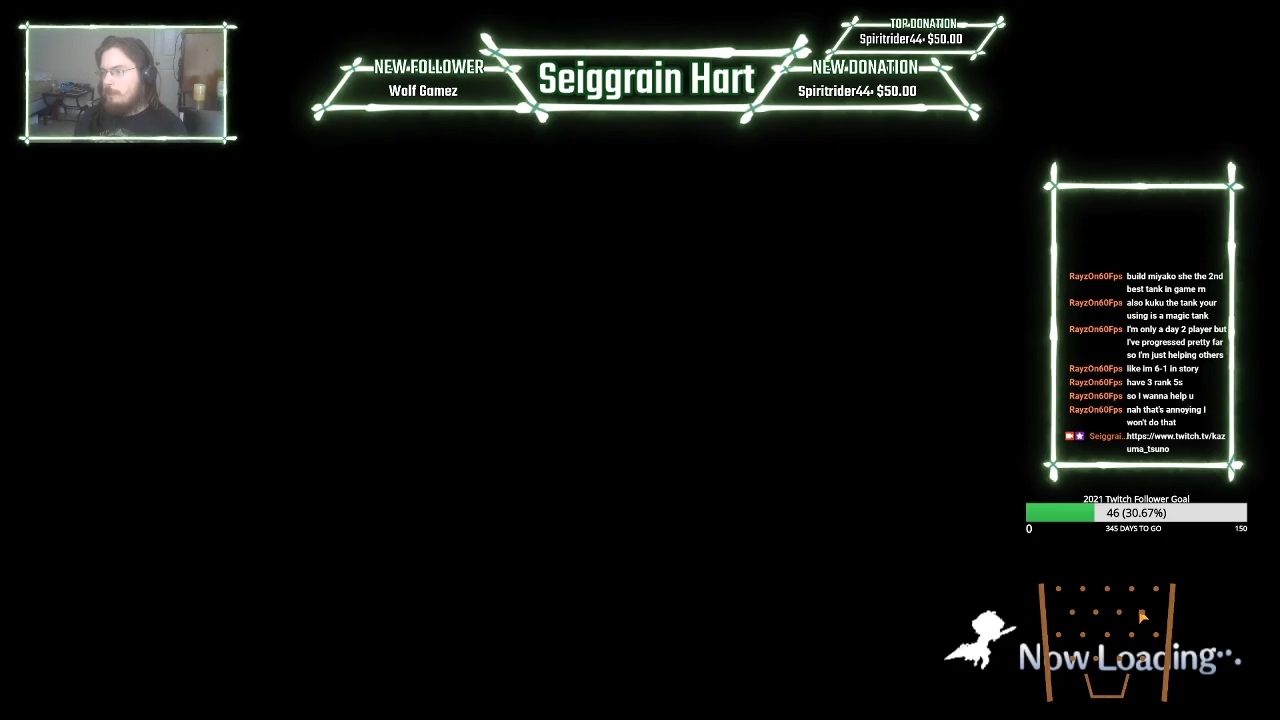 TOP DONATION
Spiritrider44: $50.00
NEW FOLLOWER
Wolf Gamez
Seiggrain Hart
NEW DONATION
Spiritrider44: $50.00
RayzOn60Fps build miyako she the 2nd
best tank in game rn
RayzOn60Fps also kuku the tank your
using is a magic tank
RayzOn60Fps I'm only a day 2 player but
I've progressed pretty far
so I'm just helping others
RayzOn60Fps like im 6-1 in story
RayzOn60Fps have 3 rank 5s
RayzOn60Fps so I wanna help u
RayzOn60Fps nah that's annoying I
won't do that
Seiggrai... https://www.twitch.tv/kaz
uma_tsuno
2021 Twitch Follower Goal
46 (30.67%)
0 345 DAYS TO GO 150
Now Loading...